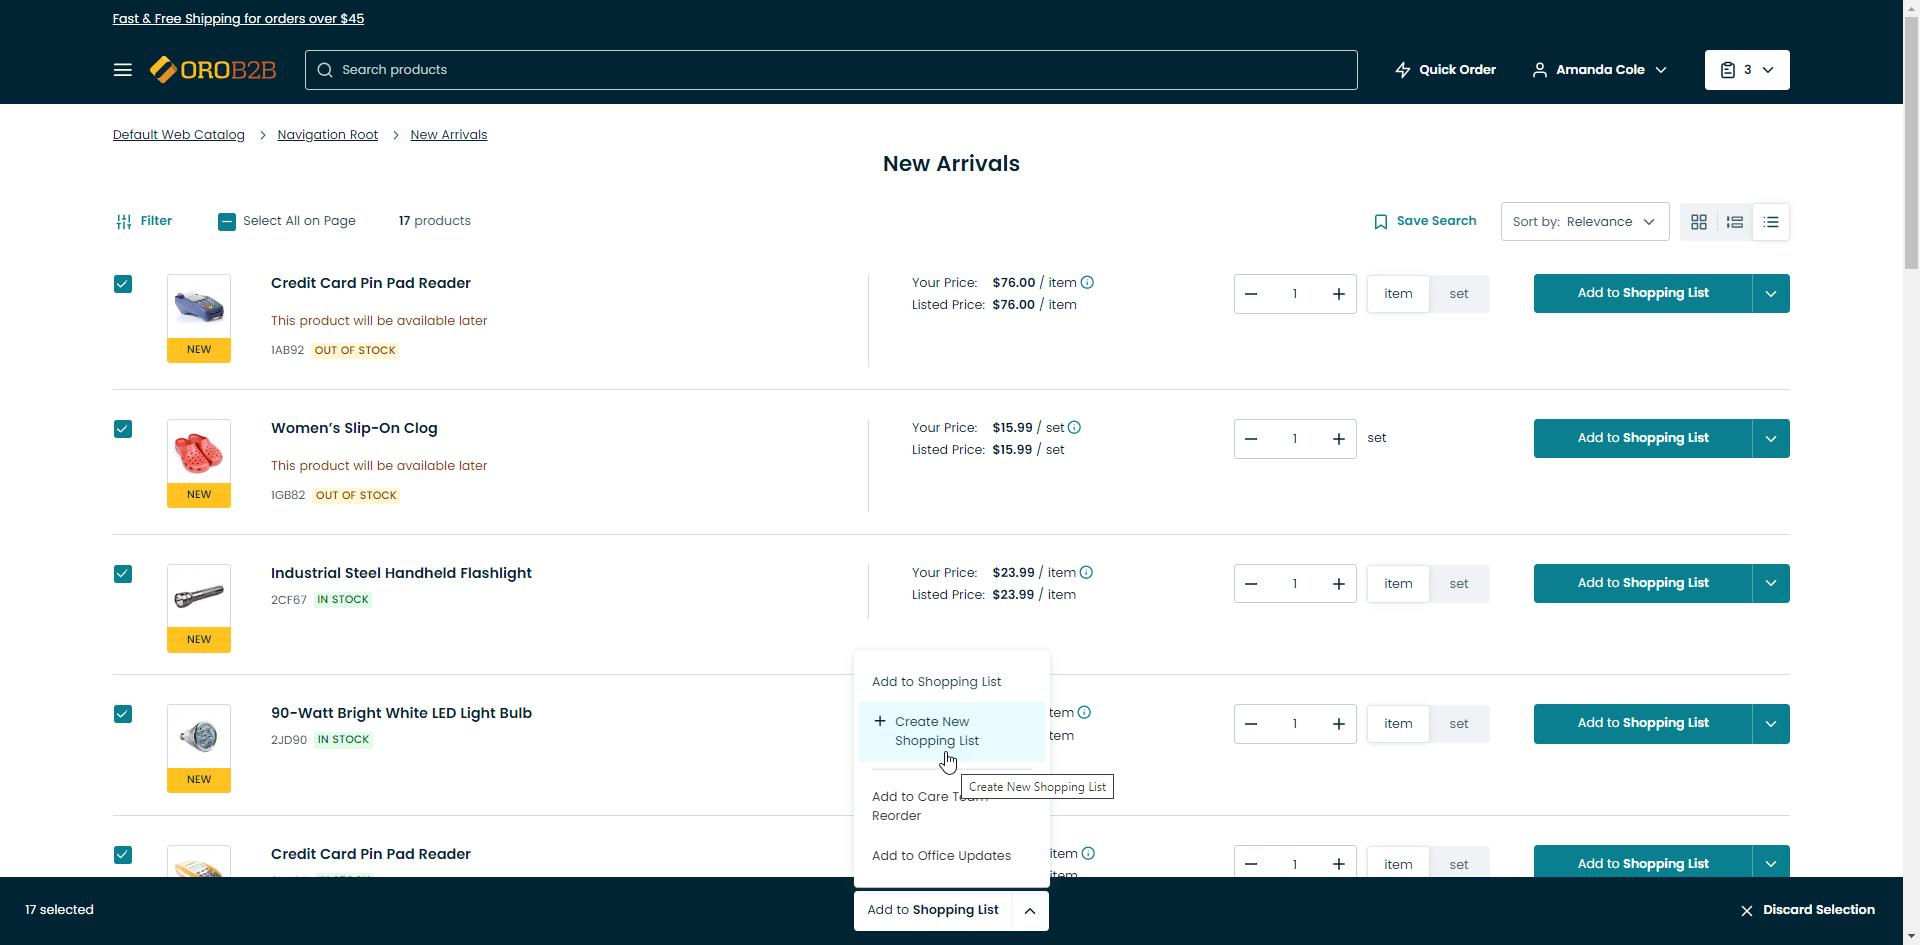 Fast & Free Shipping for orders over $45
OROB2B
Search products
Quick Order
Amanda Cole
3
Default Web Catalog > Navigation Root > New Arrivals
New Arrivals
Filter
Select All on Page
17 products
Save Search
Sort by: Relevance
Credit Card Pin Pad Reader
This product will be available later
1AB92 OUT OF STOCK
NEW
Your Price: $76.00 / item
Listed Price: $76.00 / item
1
item set
Add to Shopping List
Women's Slip-On Clog
This product will be available later
1GB82 OUT OF STOCK
NEW
Your Price: $15.99 / set
Listed Price: $15.99 / set
1
set
Add to Shopping List
Industrial Steel Handheld Flashlight
2CF67 IN STOCK
NEW
Your Price: $23.99 / item
Listed Price: $23.99 / item
1
item set
Add to Shopping List
90-Watt Bright White LED Light Bulb
2JD90 IN STOCK
NEW
tem
tem
1
item set
Add to Shopping List
Credit Card Pin Pad Reader
item
item
1
item set
Add to Shopping List
Add to Shopping List
Create New
Shopping List
Create New Shopping List
Add to Care Team
Reorder
Add to Office Updates
17 selected
Add to Shopping List
Discard Selection